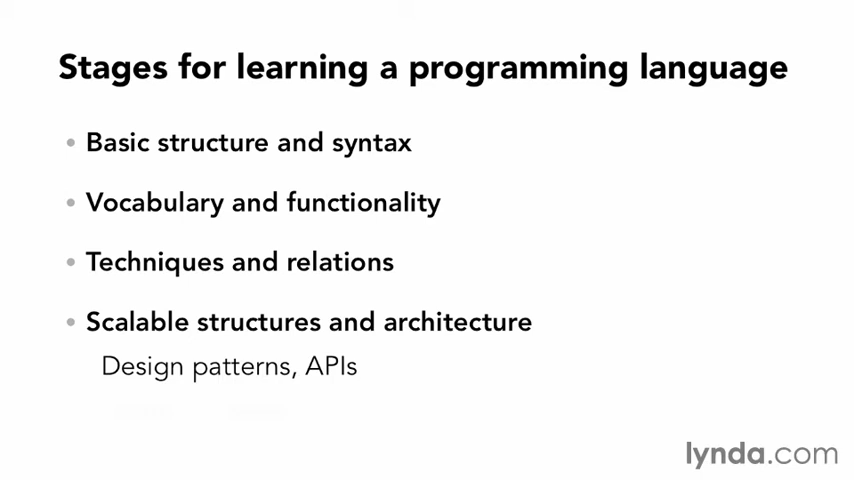 Stages for learning a programming language
• Basic structure and syntax
• Vocabulary and functionality
• Techniques and relations
• Scalable structures and architecture
Design patterns, APIs
lynda.com